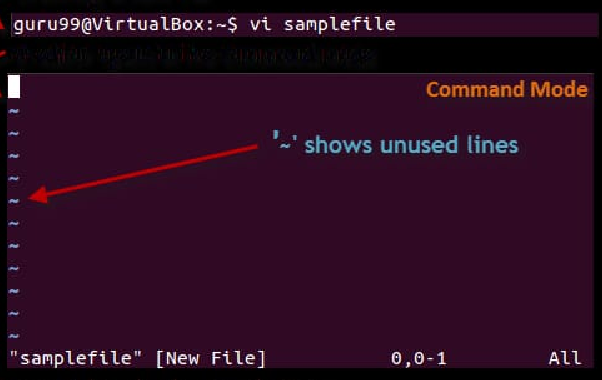 guru99@VirtualBox:~$ vi samplefile
Command Mode
~
~
'~' shows unused lines
~
~
~
~
~
~
~
~
~
"samplefile" [New File] 0,0-1 All